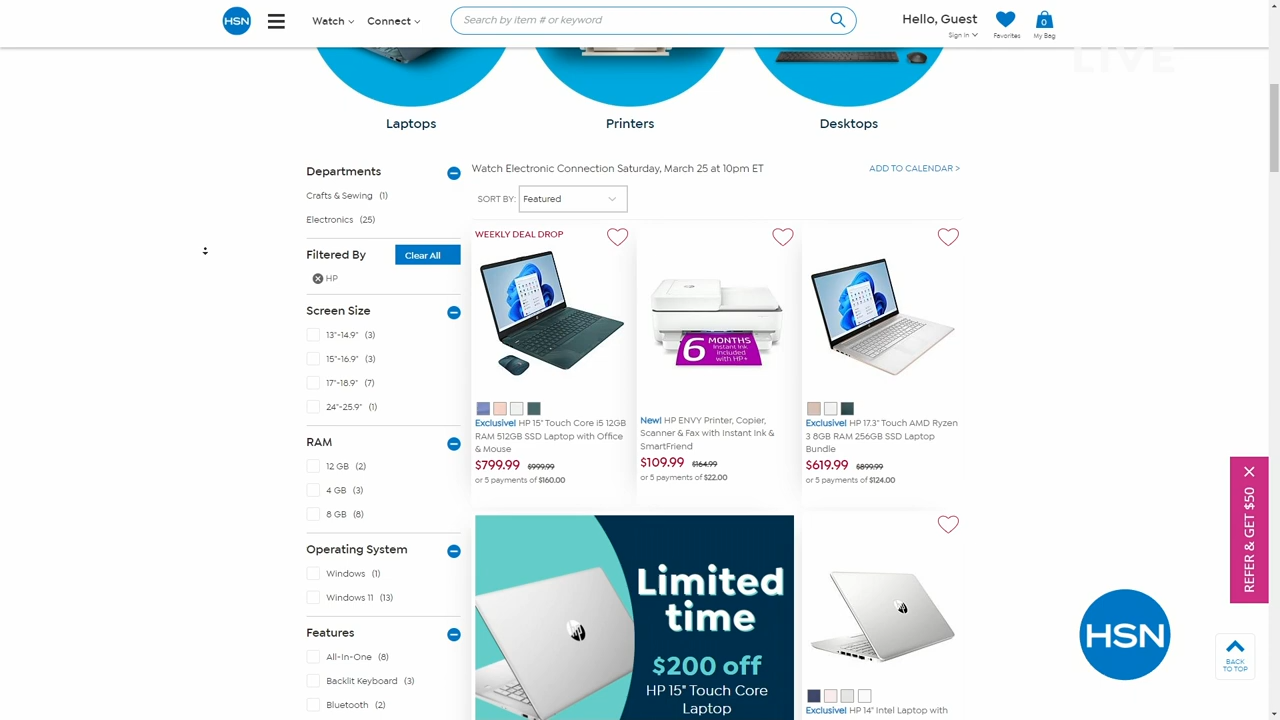 HSN
Watch
Connect
Search by item # or keyword
Hello, Guest
Sign In
Favorites
0
My Bag
LIVE
Laptops
Printers
Desktops
Departments
Crafts & Sewing (1)
Electronics (25)
Filtered By
Clear All
HP
Screen Size
13"-14.9" (3)
15"-16.9" (3)
17"-18.9" (7)
24"-25.9" (1)
RAM
12 GB (2)
4 GB (3)
8 GB (8)
Operating System
Windows (1)
Windows 11 (13)
Features
All-In-One (8)
Backlit Keyboard (3)
Bluetooth (2)
Watch Electronic Connection Saturday, March 25 at 10pm ET
ADD TO CALENDAR >
SORT BY: Featured
WEEKLY DEAL DROP
Exclusive! HP 15" Touch Core i5 12GB
RAM 512GB SSD Laptop with Office
& Mouse
$799.99 $999.99
or 5 payments of $160.00
6 MONTHS
Instant Ink
included
with HP+
New! HP ENVY Printer, Copier,
Scanner & Fax with Instant Ink &
SmartFriend
$109.99 $164.99
or 5 payments of $22.00
Exclusive! HP 17.3" Touch AMD Ryzen
3 8GB RAM 256GB SSD Laptop
Bundle
$619.99 $899.99
or 5 payments of $124.00
hp
Limited
time
$200 off
HP 15" Touch Core
Laptop
hp
Exclusive! HP 14" Intel Laptop with
REFER & GET $50
HSN
BACK
TO TOP